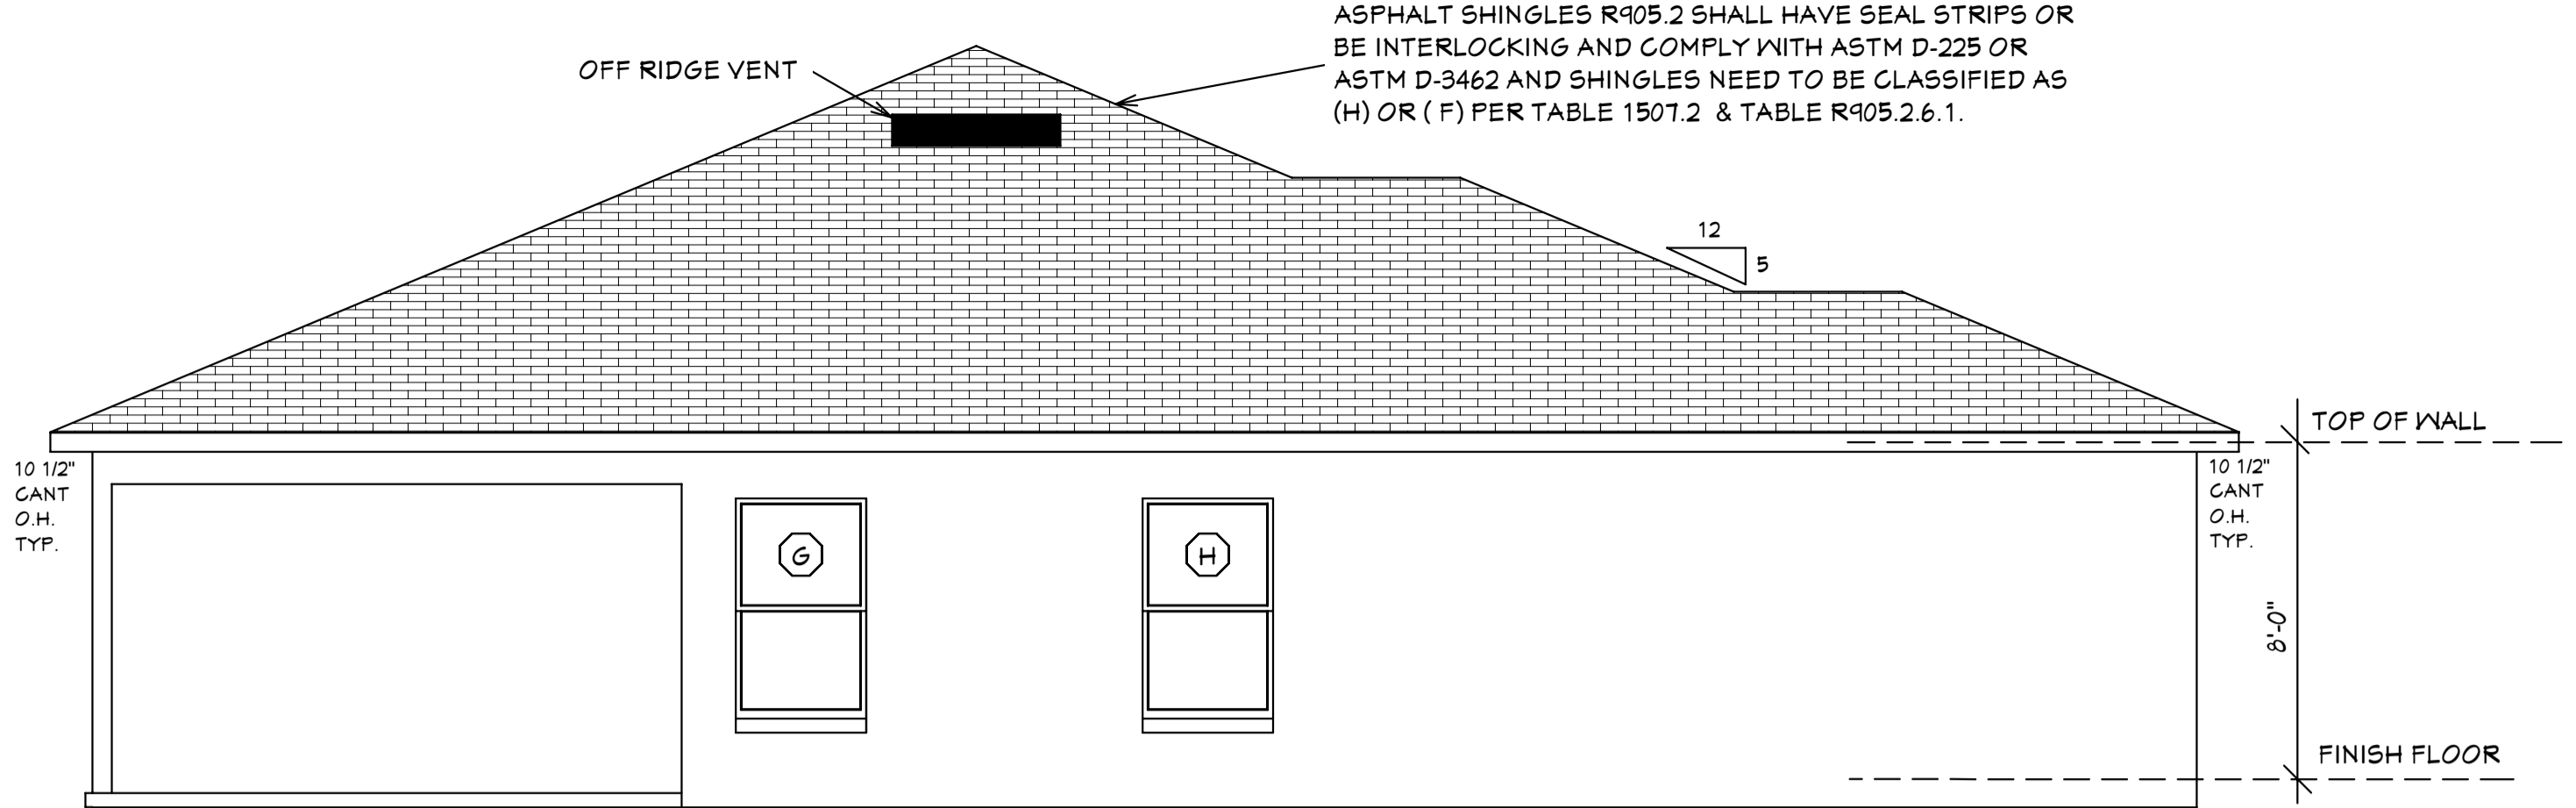 ASPHALT SHINGLES R905.2 SHALL HAVE SEAL STRIPS OR
BE INTERLOCKING AND COMPLY WITH ASTM D-225 OR
ASTM D-3462 AND SHINGLES NEED TO BE CLASSIFIED AS
(H) OR ( F) PER TABLE 1507.2 & TABLE R905.2.6.1.
OFF RIDGE VENT
12
5
TOP OF WALL
10 1/2"
CANT
O.H.
TYP.
10 1/2"
CANT
O.H.
TYP.
G
H
8'-0"
FINISH FLOOR